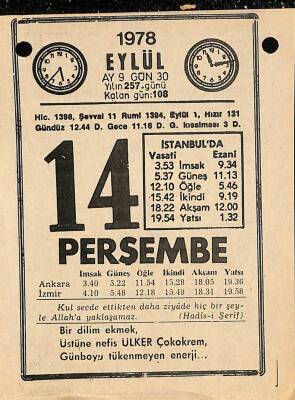 1978
EYLÜL
AY 9 GÜN 30
Yılın 257. günü
Kalan gün: 108
Hic. 1398, Şevval 11 Rumi 1394, Eylül 1, Hızır 131
Gündüz 12.44 D. Gece 11.16 D. G. kısalması 3 D.
14
İSTANBUL'DA
Vasati Ezani
3.53 İmsak 9.34
5.37 Güneş 11.13
12.10 Öğle 5.46
15.42 İkindi 9.19
18.22 Akşam 12.00
19.54 Yatsı 1.32
PERŞEMBE
İmsak Güneş Öğle İkindi Akşam Yatsı
Ankara 3.40 5.22 11.54 15.28 18.05 19.36
İzmir 4.10 5.48 12.18 15.49 18.31 19.58
Kul secde ettikten daha ziyâde hiç bir şey-
le Allah'a yaklaşamaz. (Hadîs-i Şerif)
Bir dilim ekmek,
Üstüne nefis ÜLKER Çokokrem,
Günboyu tükenmeyen enerji...